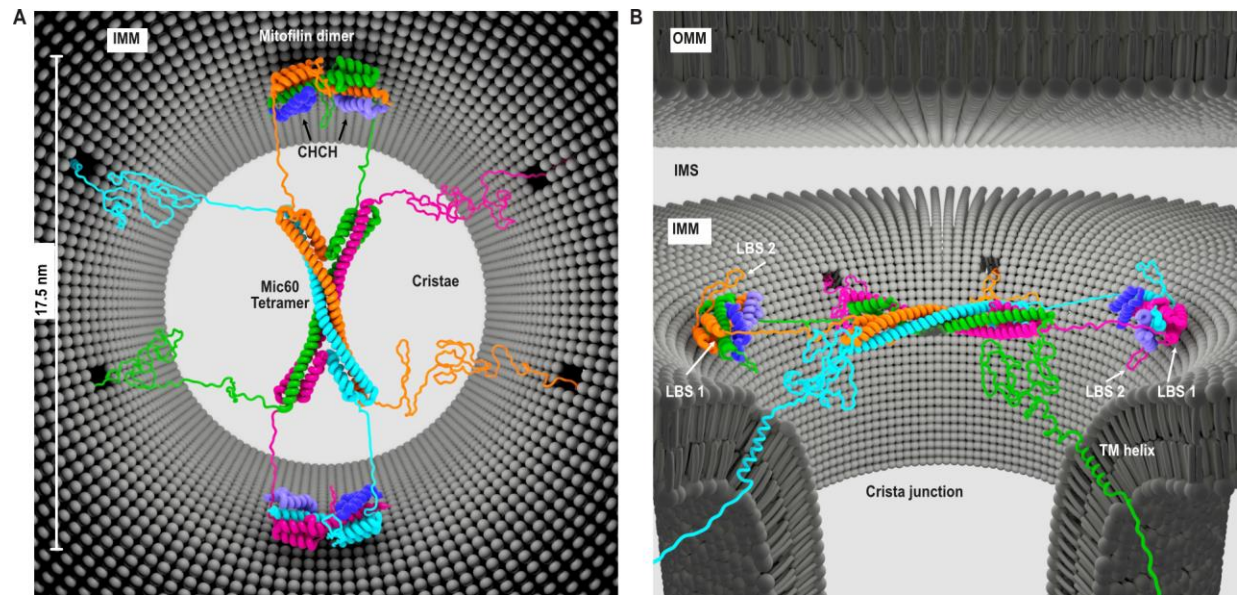 A
IMM
Mitofilin dimer
CHCH
17.5 nm
Mic60
Tetramer
Cristae
B
OMM
IMS
IMM
LBS 2
LBS 1
LBS 2
LBS 1
TM helix
Crista junction